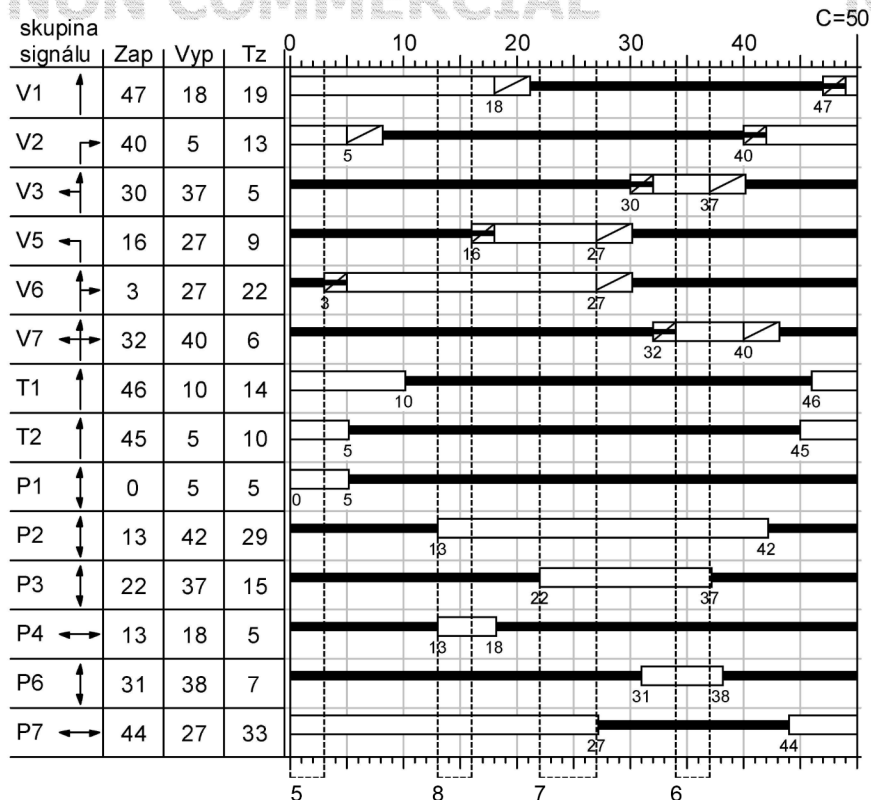 NON COMMERCIAL
C=50
skupina
signálu Zap Vyp Tz
0 10 20 30 40
V1 47 18 19
18 47
V2 40 5 13
5 40
V3 30 37 5
30 37
V5 16 27 9
16 27
V6 3 27 22
3 27
V7 32 40 6
32 40
T1 46 10 14
10 46
T2 45 5 10
5 45
P1 0 5 5
0 5
P2 13 42 29
13 42
P3 22 37 15
22 37
P4 13 18 5
13 18
P6 31 38 7
31 38
P7 44 27 33
27 44
5 8 7 6